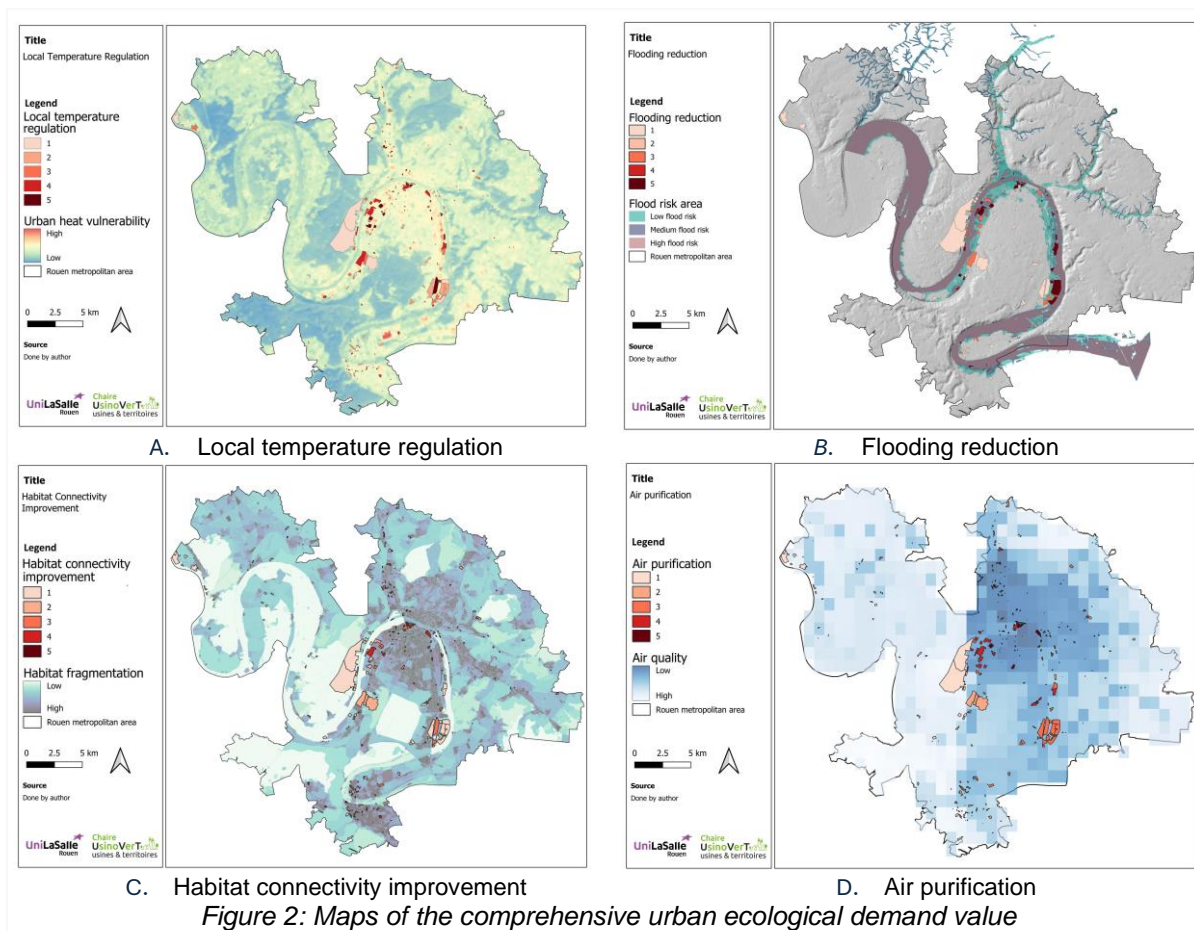 Title
Local Temperature Regulation
Legend
Local temperature
regulation
1
2
3
4
5
Urban heat vulnerability
High
Low
Rouen metropolitan area
0 2.5 5 km
Source
Done by author
UniLaSalle
Rouen
Chaire
UsinoVerT
usines & territoires
A. Local temperature regulation
Title
Flooding reduction
Legend
Flooding reduction
1
2
3
4
5
Flood risk area
Low flood risk
Medium flood risk
High flood risk
Rouen metropolitan area
0 2.5 5 km
Source
Done by author
UniLaSalle
Rouen
Chaire
UsinoVerT
usines & territoires
B. Flooding reduction
Title
Habitat Connectivity
Improvement
Legend
Habitat connectivity
improvement
1
2
3
4
5
Habitat fragmentation
Low
High
Rouen metropolitan area
0 2.5 5 km
Source
Done by author
UniLaSalle
Rouen
Chaire
UsinoVerT
usines & territoires
C. Habitat connectivity improvement
Title
Air purification
Legend
Air purification
1
2
3
4
5
Air quality
Low
High
Rouen metropolitan area
0 2.5 5 km
Source
Done by author
UniLaSalle
Rouen
Chaire
UsinoVerT
usines & territoires
D. Air purification
Figure 2: Maps of the comprehensive urban ecological demand value